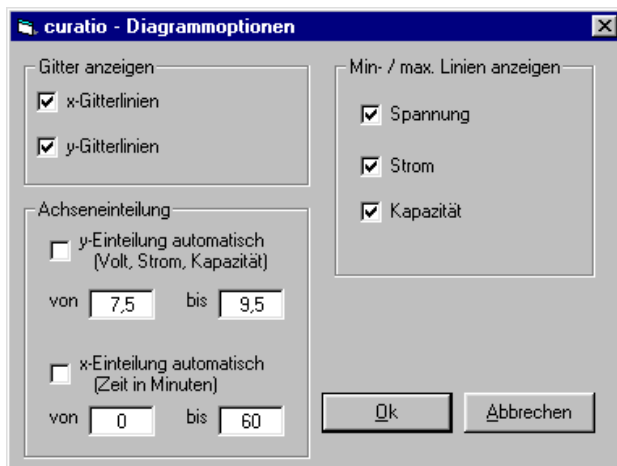 curatio - Diagrammoptionen
Gitter anzeigen
x-Gitterlinien
y-Gitterlinien
Achseneinteilung
y-Einteilung automatisch
(Volt, Strom, Kapazität)
von 7,5 bis 9,5
x-Einteilung automatisch
(Zeit in Minuten)
von 0 bis 60
Min- / max. Linien anzeigen
Spannung
Strom
Kapazität
Ok Abbrechen